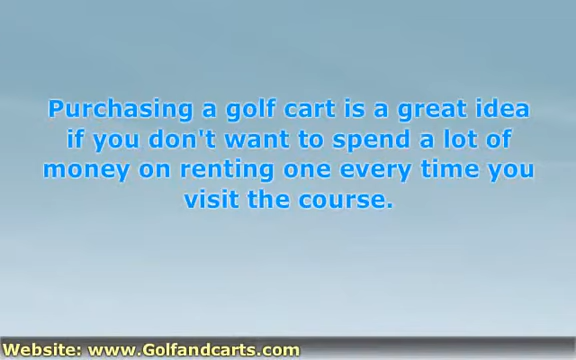 Purchasing a golf cart is a great idea
if you don't want to spend a lot of
money on renting one every time you
visit the course.
Website: www.Golfandcarts.com